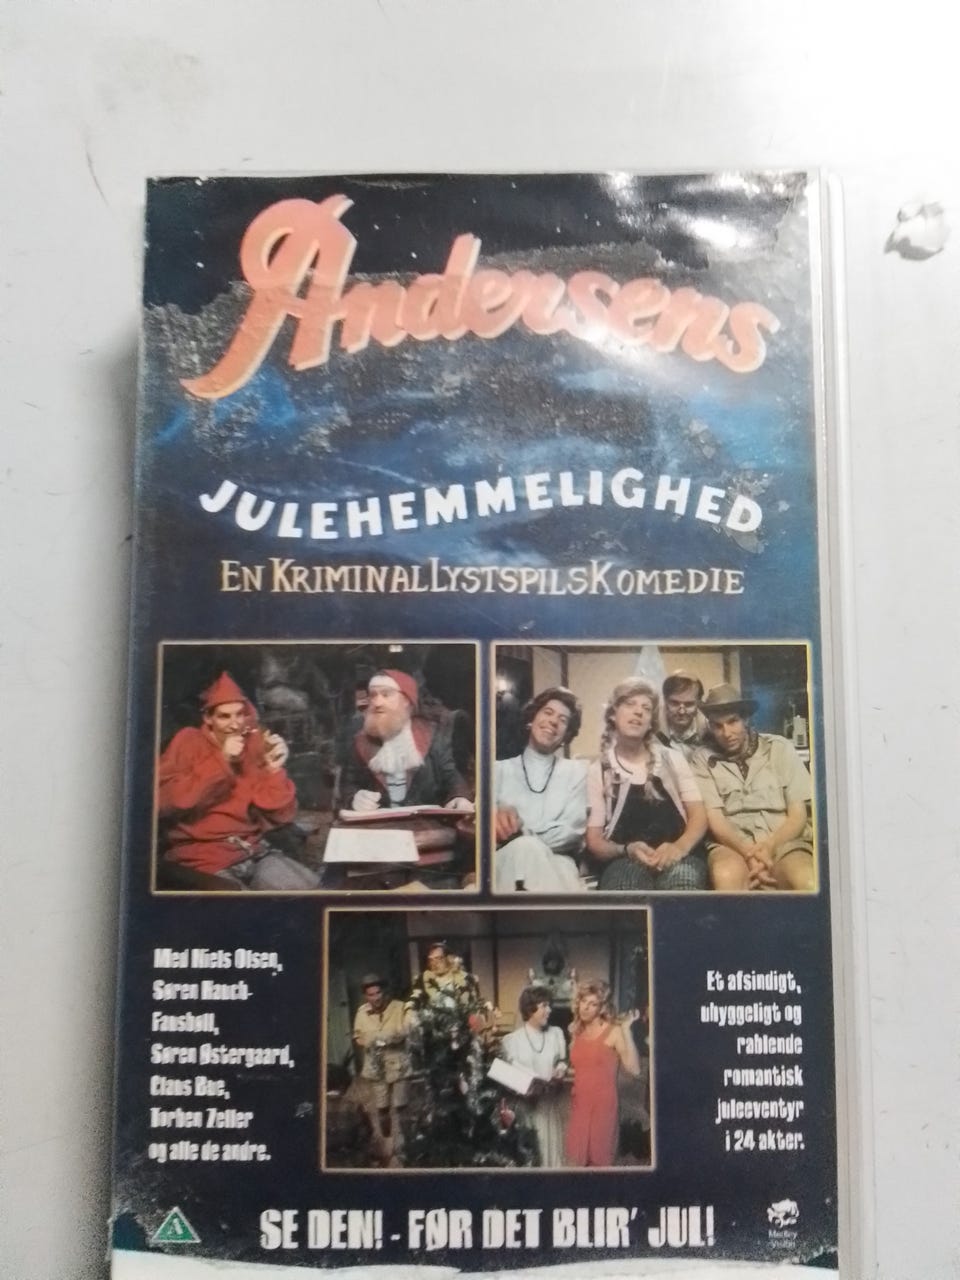 Andersens
JULEHEMMELIGHED
EN KRIMINALLYSTSPILSKOMEDIE
Med Niels Olsen,
Søren Hauch-
Fausbøll,
Søren Østergaard,
Claus Bue,
Torben Zeller
og alle de andre.
Et afsindigt,
uhyggeligt og
rablende
romantisk
juleeventyr
i 24 akter.
A
SE DEN! - FØR DET BLIR' JUL!